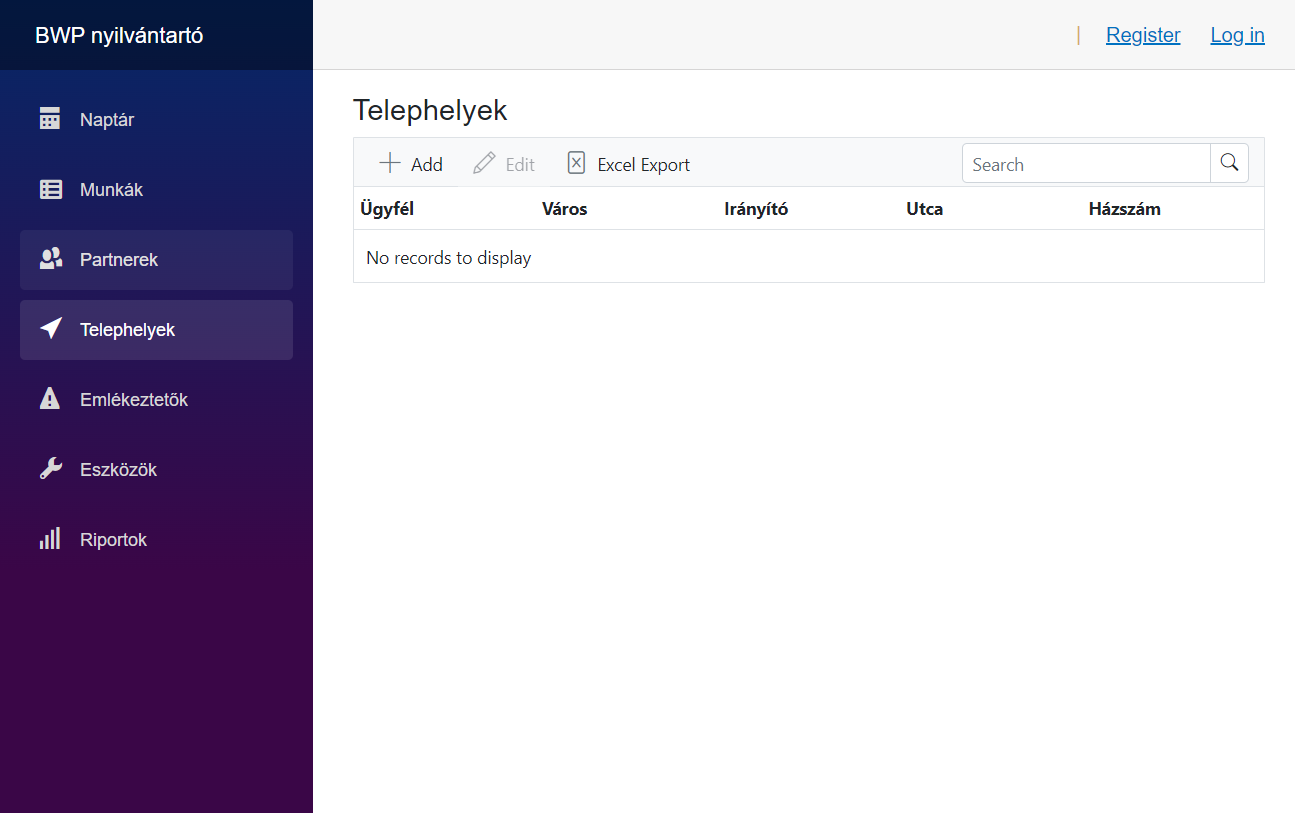 BWP nyilvántartó
| Register Log in
Naptár
Munkák
Partnerek
Telephelyek
Emlékeztetők
Eszközök
Riportok
Telephelyek
Add Edit Excel Export Search
Ügyfél Város Irányító Utca Házszám
No records to display